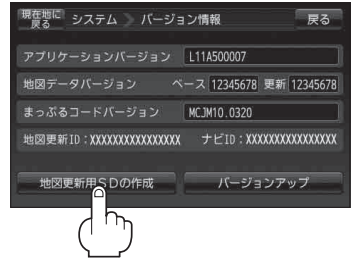 現在地に戻る システム バージョン情報 戻る
アプリケーションバージョン L11A500007
地図データバージョン ベース 12345678 更新 12345678
まっぷるコードバージョン MCJM10.0320
地図更新ID:XXXXXXXXXXXXXXX ナビID:XXXXXXXXXXXXXXX
地図更新用SDの作成 バージョンアップ